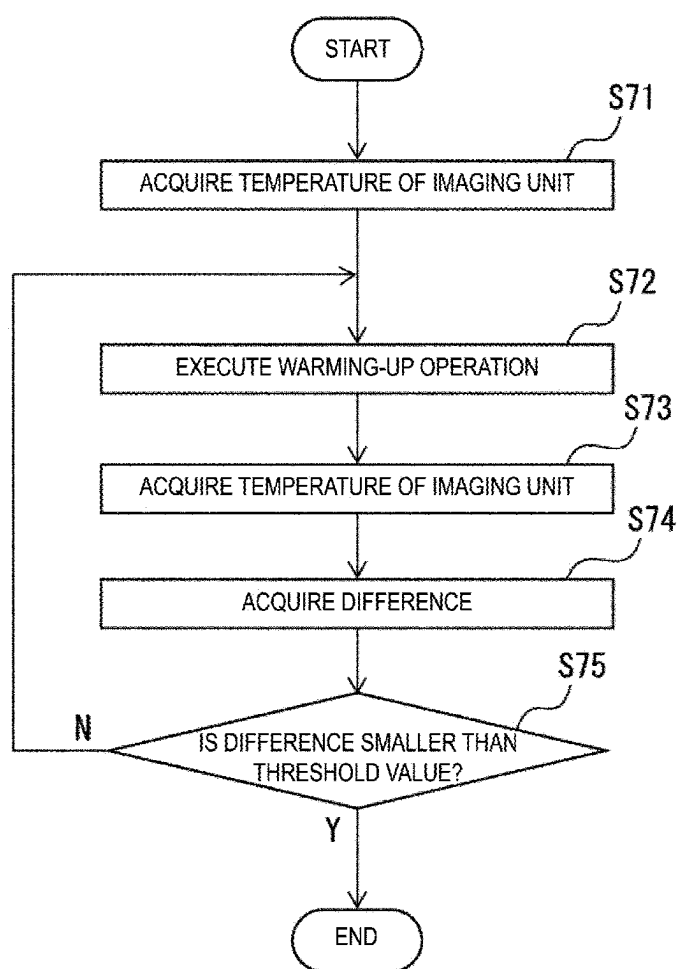 START
S71
ACQUIRE TEMPERATURE OF IMAGING UNIT
S72
EXECUTE WARMING-UP OPERATION
S73
ACQUIRE TEMPERATURE OF IMAGING UNIT
S74
ACQUIRE DIFFERENCE
S75
N
IS DIFFERENCE SMALLER THAN
THRESHOLD VALUE?
Y
END